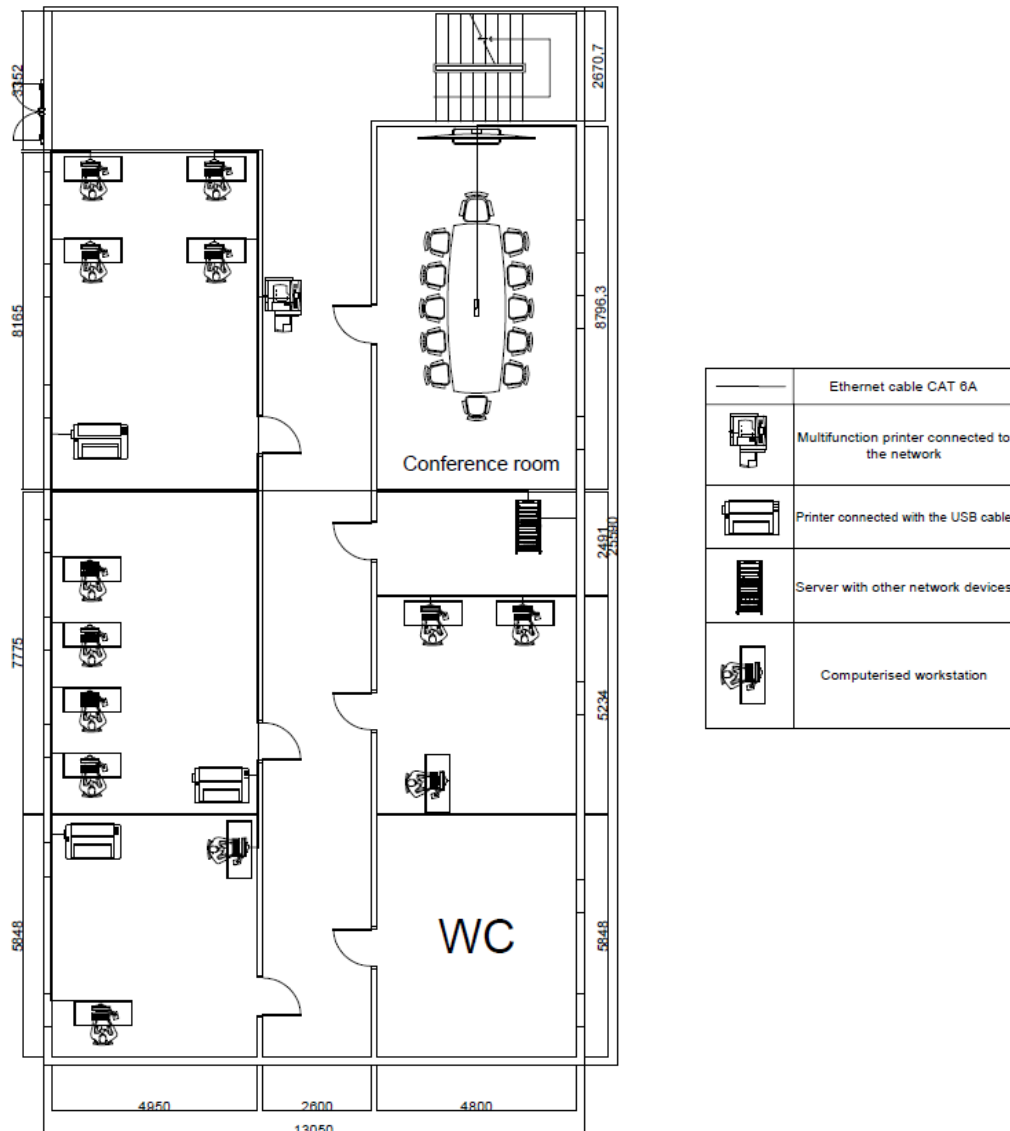 3352
2670,7
8165
8796,3
Conference room
2491
25590
7775
5234
5848
WC
5848
4950
2600
4800
13050
Ethernet cable CAT 6A
Multifunction printer connected to
the network
Printer connected with the USB cable
Server with other network devices
Computerised workstation